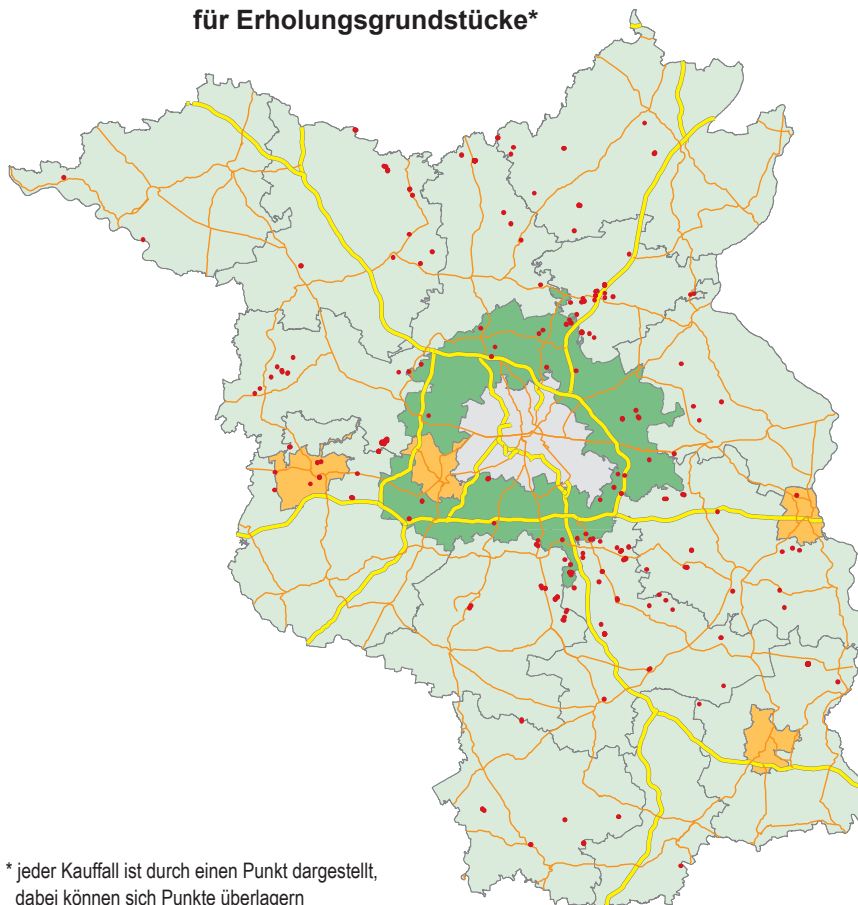 für Erholungsgrundstücke*
* jeder Kauffall ist durch einen Punkt dargestellt,
dabei können sich Punkte überlagern